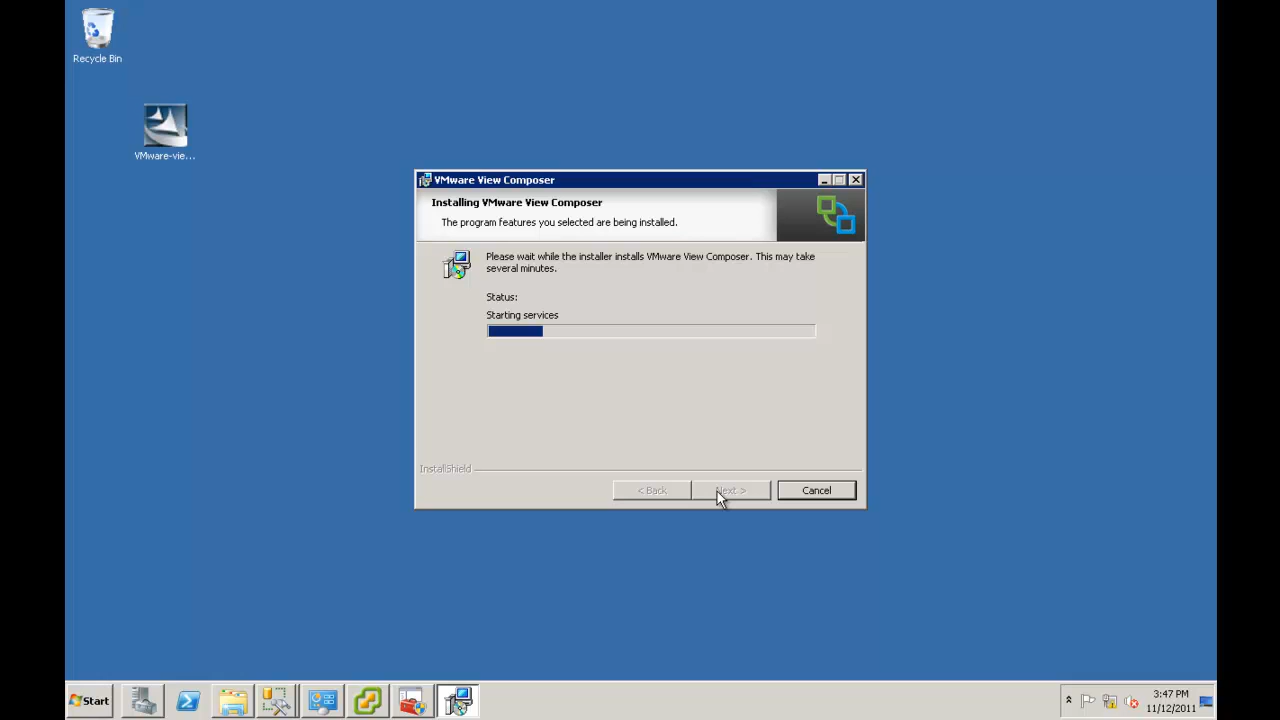 Recycle Bin
VMware-vie...
VMware View Composer
Installing VMware View Composer
The program features you selected are being installed.
Please wait while the installer installs VMware View Composer. This may take
several minutes.
Status:
Starting services
InstallShield
< Back
Next >
Cancel
Start
3:47 PM
11/12/2011